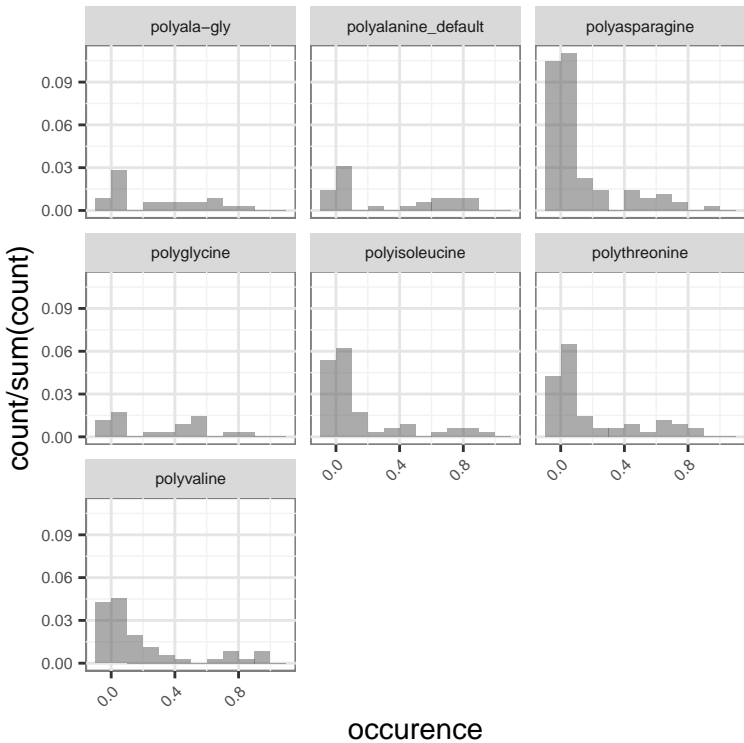 polyala-gly polyalanine_default polyasparagine
0.09
0.06
0.03
0.00
polyglycine polyisoleucine polythreonine
0.09
0.06
0.03
0.00
0.0 0.4 0.8 0.0 0.4 0.8
polyvaline
0.09
0.06
0.03
0.00
0.0 0.4 0.8
count/sum(count)
occurence